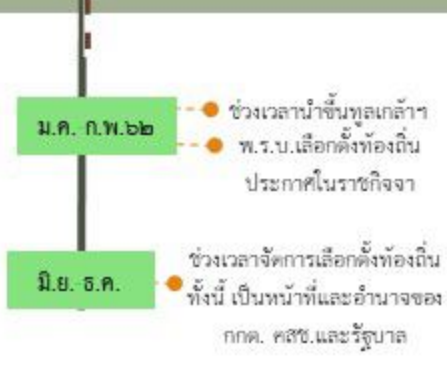 ม.ค. ก.พ.๖๒
ช่วงเวลานำขึ้นทูลเกล้าฯ
พ.ร.บ.เลือกตั้งท้องถิ่น
ประกาศในราชกิจจา
มิ.ย. ธ.ค.
ช่วงเวลาจัดการเลือกตั้งท้องถิ่น
ทั้งนี้ เป็นหน้าที่และอำนาจของ
กกต. คสช.และรัฐบาล